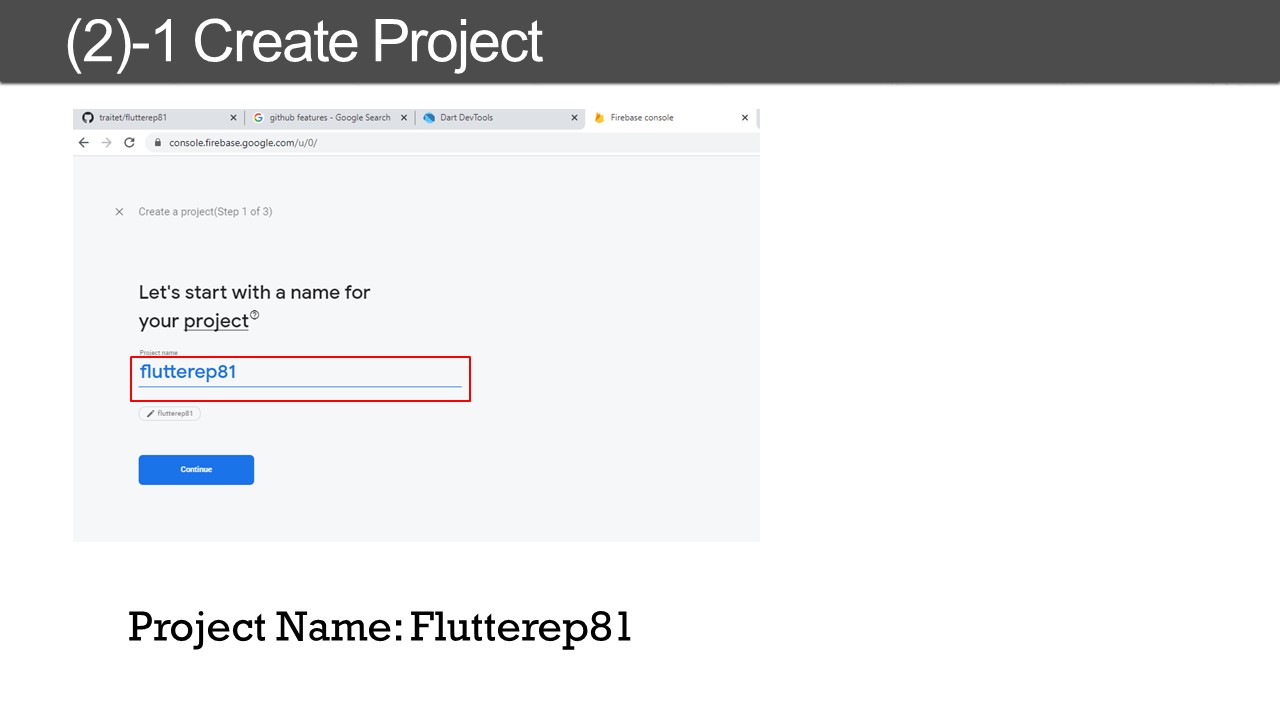 (2)-1 Create Project
traitet/flutterep81
github features - Google Search
Dart DevTools
Firebase console
console.firebase.google.com/u/0/
Create a project(Step 1 of 3)
Let's start with a name for
your project
Project name
flutterep81
flutterep81
Continue
Project Name: Flutterep81